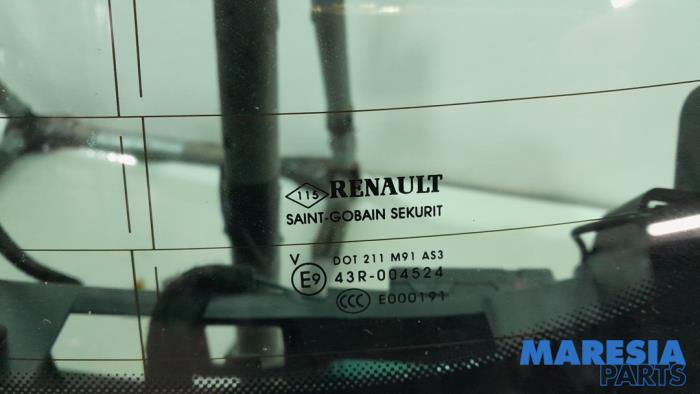 115 RENAULT
SAINT-GOBAIN SEKURIT
V DOT 211 M91 AS3
E9 43R-004524
CCC E000191
MARESIA
PARTS